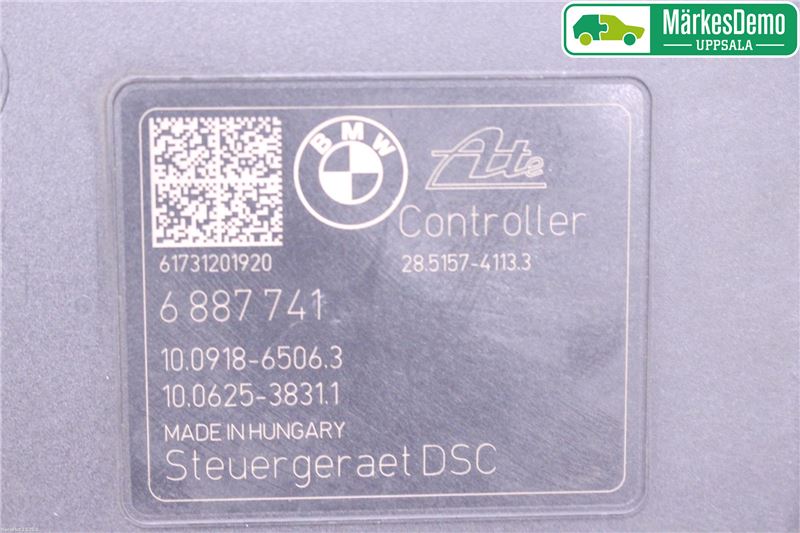 MärkesDemo
UPPSALA
BMW
Ate
Controller
61731201920
28.5157-4113.3
6 887 741
10.0918-6506.3
10.0625-3831.1
MADE IN HUNGARY
Steuergeraet DSC